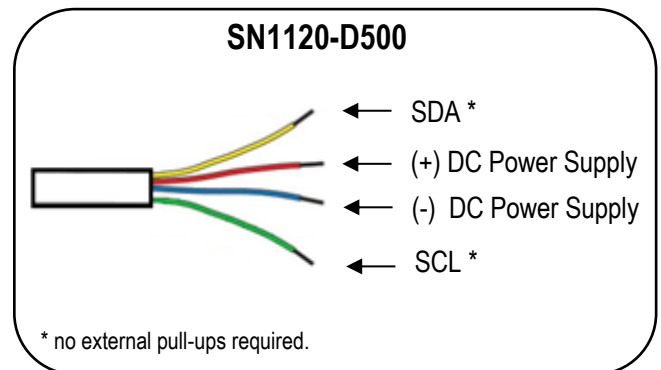 SN1120-D500
SDA *
(+) DC Power Supply
(-) DC Power Supply
SCL *
* no external pull-ups required.